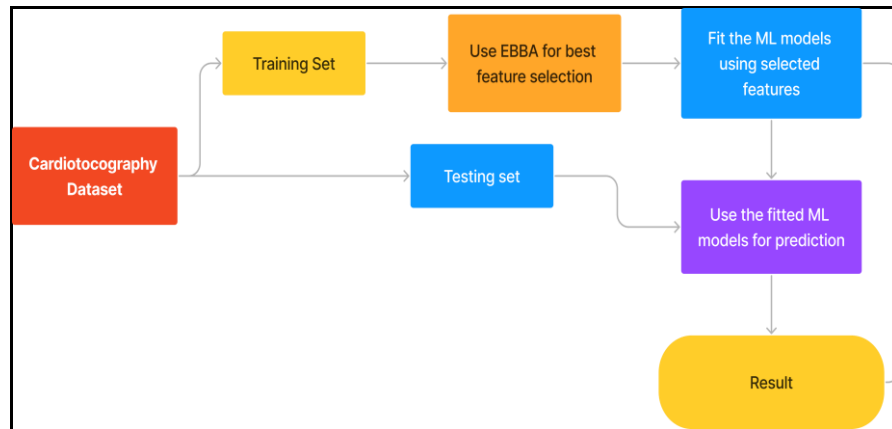 Training Set
Use EBBA for best
feature selection
Fit the ML models
using selected
features
Cardiotocography
Dataset
Testing set
Use the fitted ML
models for prediction
Result